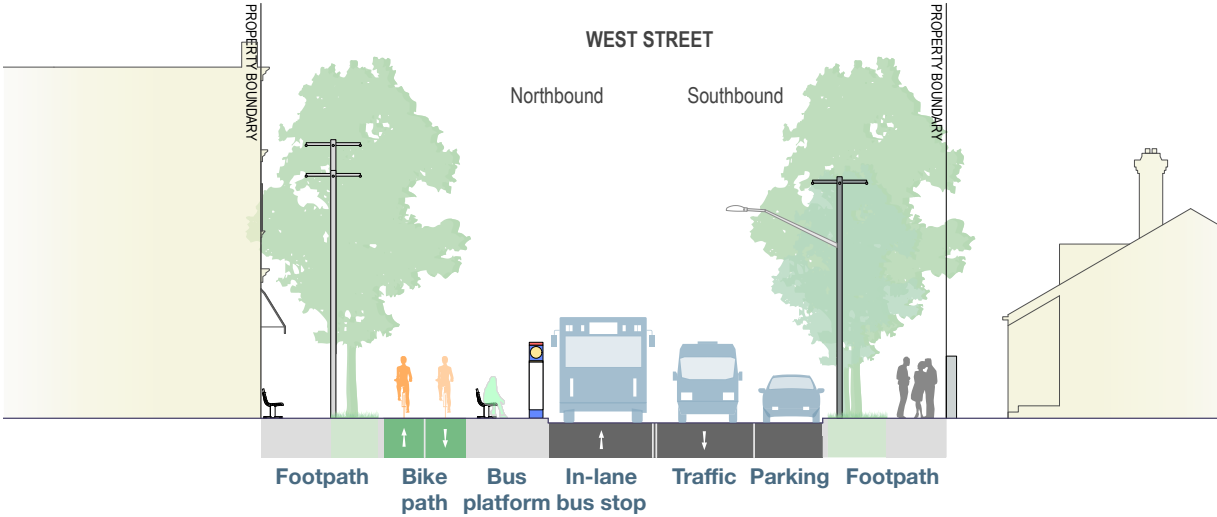 WEST STREET
PROPERTY BOUNDARY
PROPERTY BOUNDARY
Northbound
Southbound
Footpath
Bike
path
Bus
platform
In-lane
bus stop
Traffic
Parking
Footpath